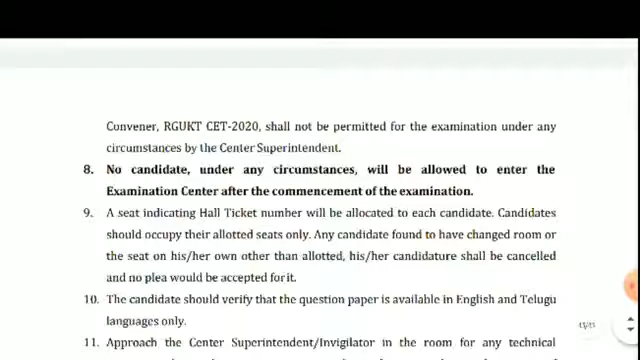 Convener, RGUKT CET-2020, shall not be permitted for the examination under any
circumstances by the Center Superintendent.
8. No candidate, under any circumstances, will be allowed to enter the
Examination Center after the commencement of the examination.
9. A seat indicating Hall Ticket number will be allocated to each candidate. Candidates
should occupy their allotted seats only. Any candidate found to have changed room or
the seat on his/her own other than allotted, his/her candidature shall be cancelled
and no plea would be accepted for it.
10. The candidate should verify that the question paper is available in English and Telugu
languages only.
11. Approach the Center Superintendent/Invigilator in the room for any technical